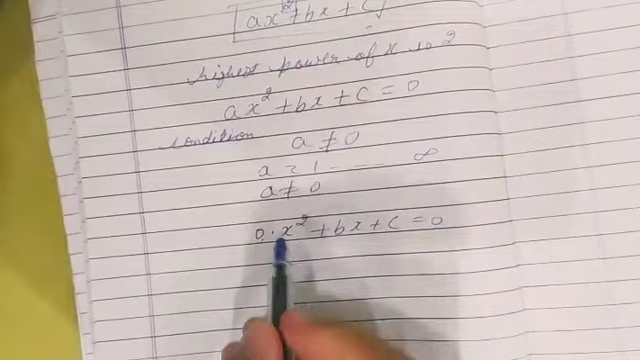 ax² + bx + c
highest power of x is 2
ax² + bx + c = 0
condition a ≠ 0
a = 1 ------ ∞
a ≠ 0
0·x² + bx + c = 0